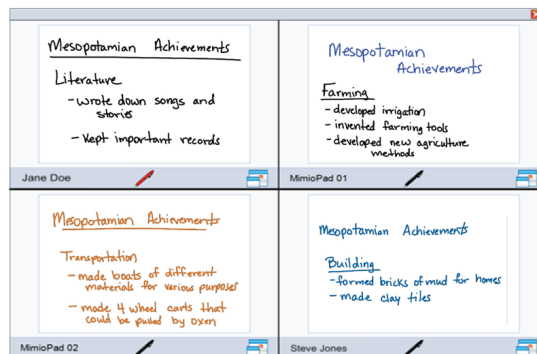 Mesopotamian Achievements
Literature
- wrote down songs and
stories
- Kept important records
Jane Doe
Mesopotamian
Achievements
Farming
- developed irrigation
- invented farming tools
- developed new agriculture
methods
MimioPad 01
Mesopotamian Achievements
Transportation
- made boats of different
materials for various purposes
- made 4 wheel carts that
could be pulled by oxen
MimioPad 02
Mesopotamian Achievements
Building
- formed bricks of mud for homes
- made clay tiles
Steve Jones